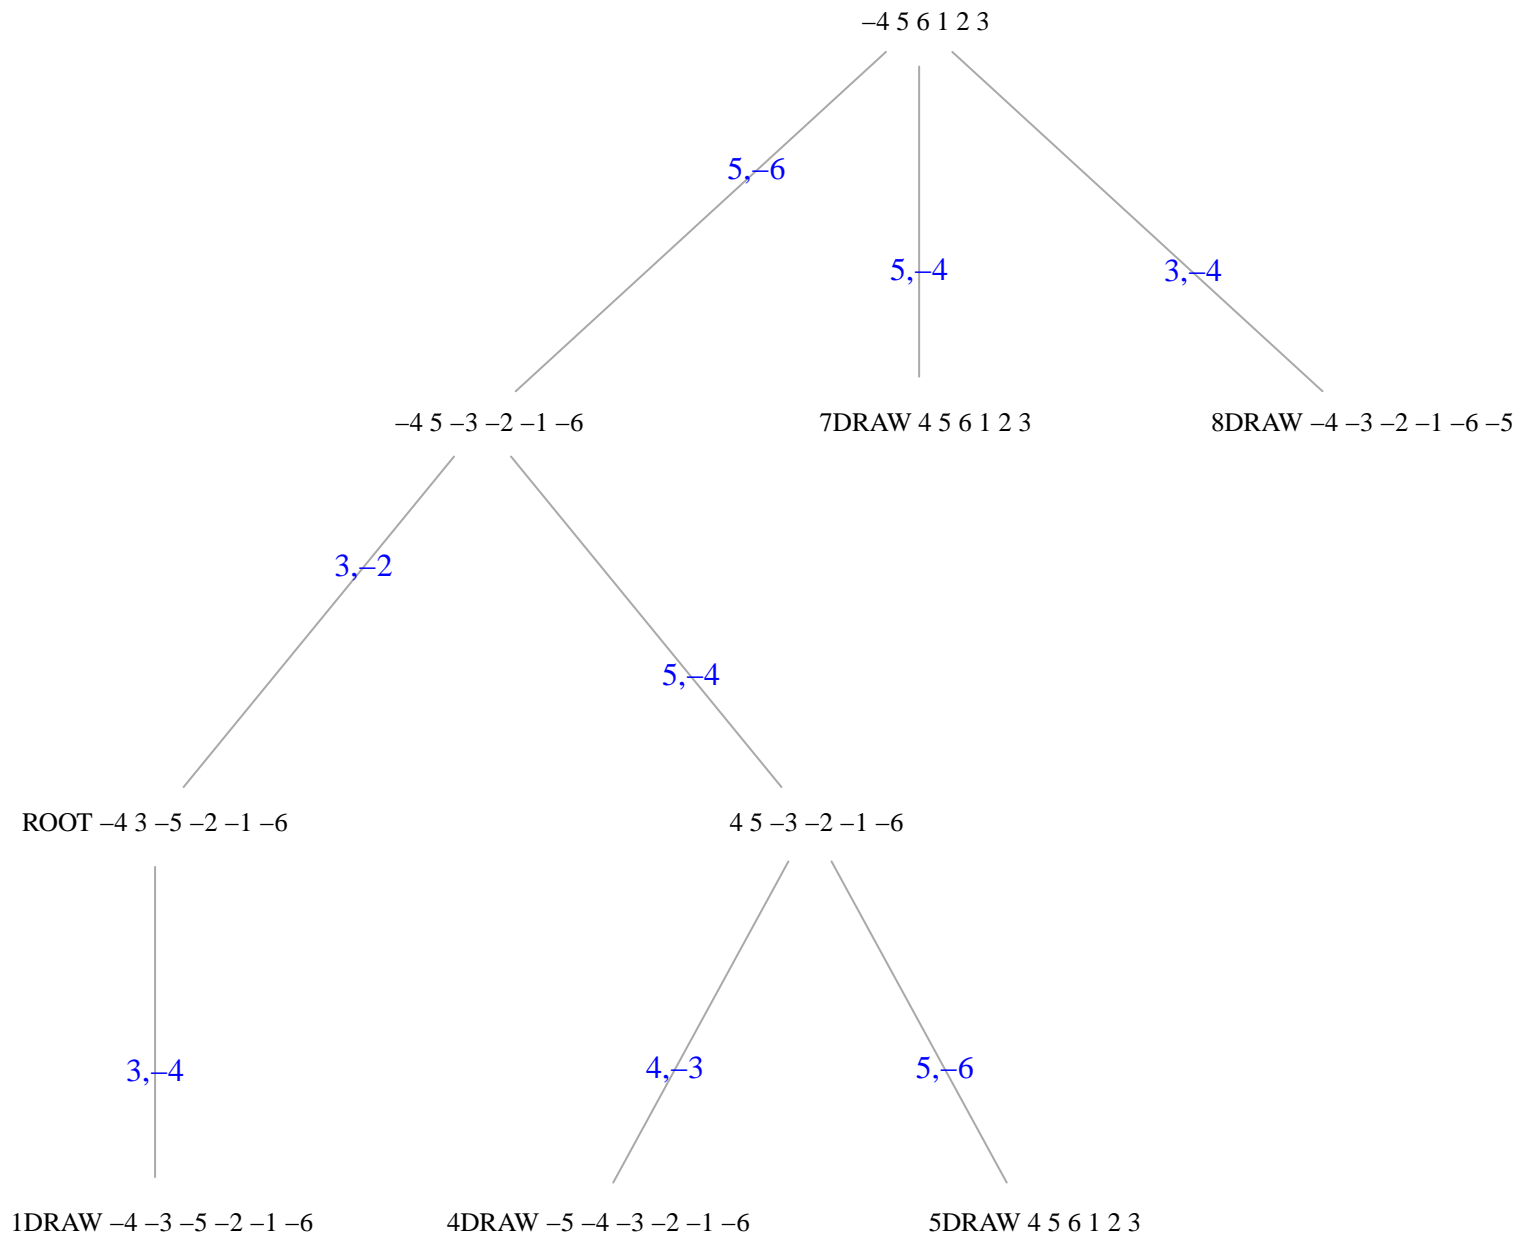 –4 5 6 1 2 3
5,–6
5,–4
3,–4
–4 5 –3 –2 –1 –6
7DRAW 4 5 6 1 2 3
8DRAW –4 –3 –2 –1 –6 –5
3,–2
5,–4
ROOT –4 3 –5 –2 –1 –6
4 5 –3 –2 –1 –6
3,–4
4,–3
5,–6
1DRAW –4 –3 –5 –2 –1 –6
4DRAW –5 –4 –3 –2 –1 –6
5DRAW 4 5 6 1 2 3